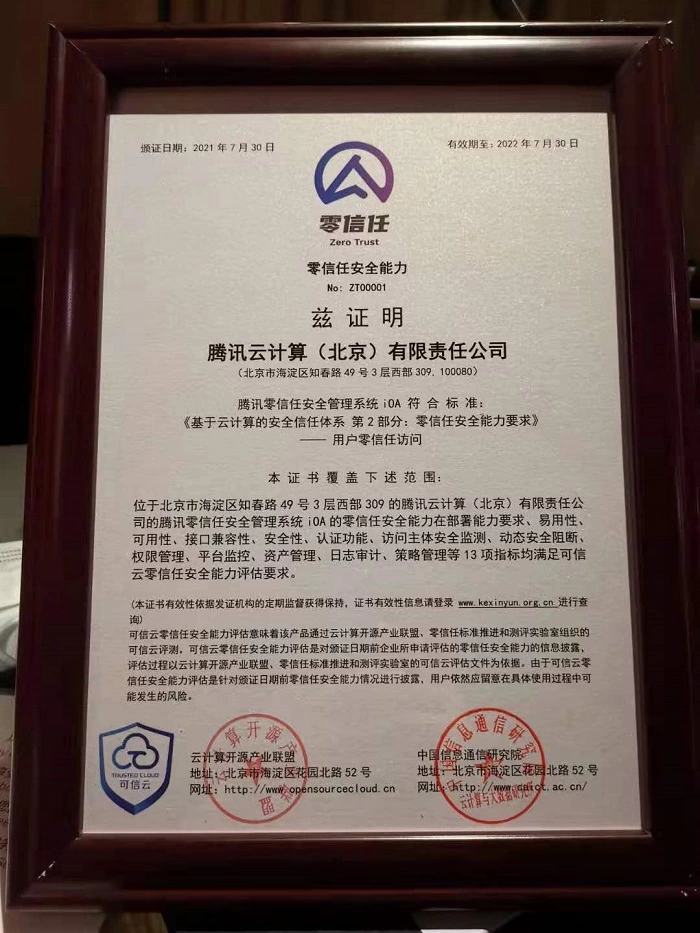 颁证日期：2021 年 7 月 30 日
有效期至：2022 年 7 月 30 日
零信任
Zero Trust
零信任安全能力
No: ZT00001
兹 证 明
腾讯云计算（北京）有限责任公司
（北京市海淀区知春路 49 号 3 层西部 309, 100080）
腾讯零信任安全管理系统 iOA 符 合 标 准：
《基于云计算的安全信任体系 第 2 部分：零信任安全能力要求》
—— 用户零信任访问
本 证 书 覆 盖 下 述 范 围：
位于北京市海淀区知春路 49 号 3 层西部 309 的腾讯云计算（北京）有限责任公
司的腾讯零信任安全管理系统 iOA 的零信任安全能力在部署能力要求、易用性、
可用性、接口兼容性、安全性、认证功能、访问主体安全监测、动态安全阻断、
权限管理、平台监控、资产管理、日志审计、策略管理等 13 项指标均满足可信
云零信任安全能力评估要求。
(本证书有效性依据发证机构的定期监督获得保持，证书有效性信息请登录 www.kexinyun.org.cn 进行查
询)
可信云零信任安全能力评估意味着该产品通过云计算开源产业联盟、零信任标准推进和测评实验室组织的
可信云评测，可信云零信任安全能力评估是对颁证日期前企业所申请评估的零信任安全能力的信息披露，
评估过程以云计算开源产业联盟、零信任标准推进和测评实验室的可信云评估文件为依据。由于可信云零
信任安全能力评估是针对颁证日期前零信任安全能力情况进行披露，用户依然应留意在具体使用过程中可
能发生的风险。
TRUSTED CLOUD
可信云
云计算开源产业联盟
地址：北京市海淀区花园北路 52 号
网址：http://www.opensourcecloud.cn
云计算开源产业联盟
中国信息通信研究院
地址：北京市海淀区花园北路 52 号
网址：http://www.caict.ac.cn/
中国信息通信研究院
云计算与大数据研究所